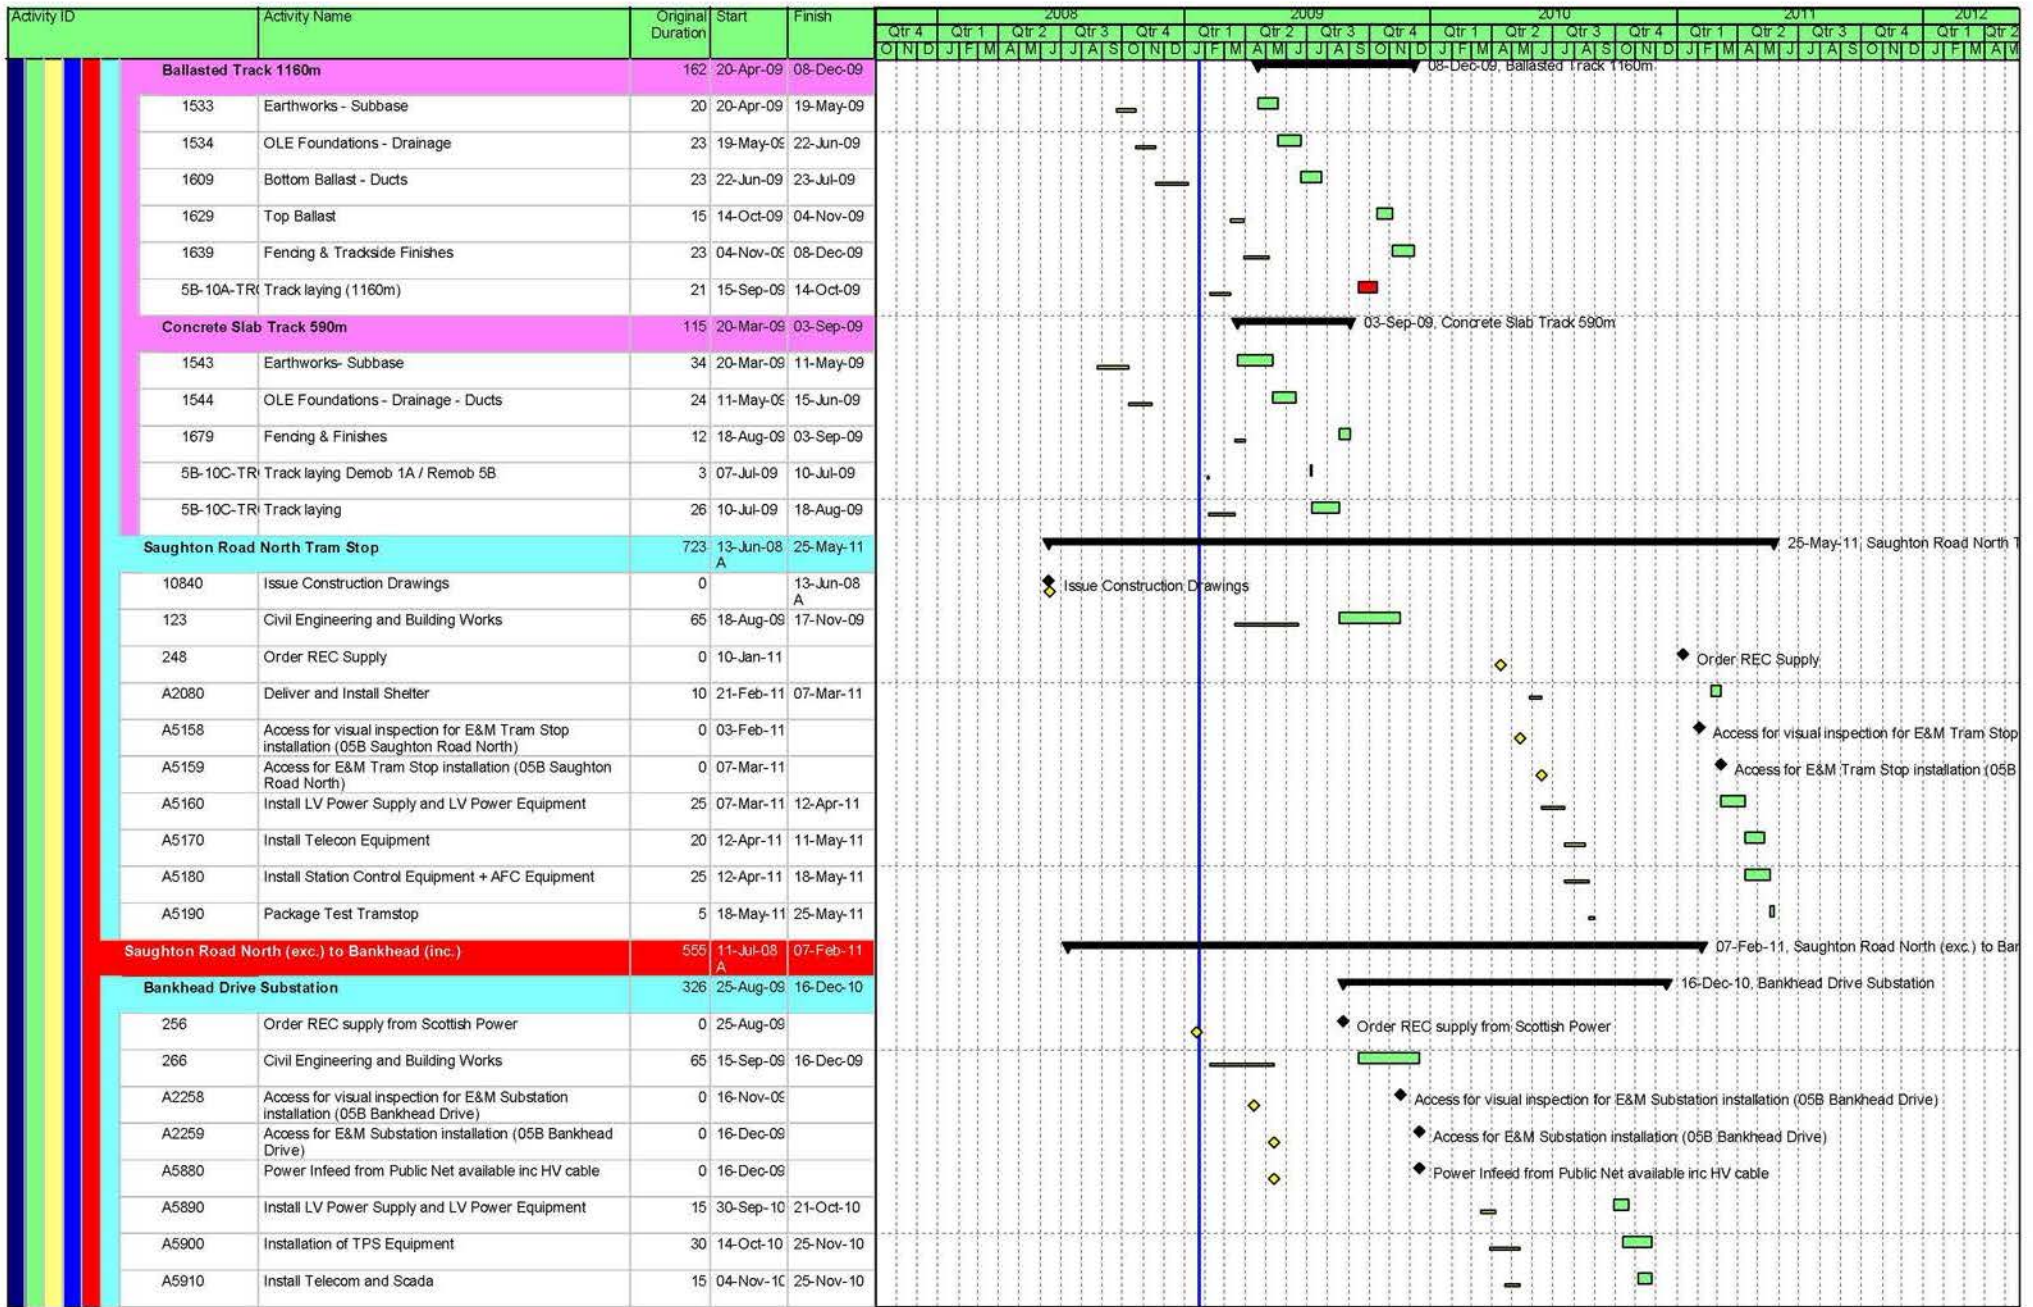 Activity ID Activity Name Original Duration Start Finish
2008 2009 2010 2011 2012
Qtr 4 Qtr 1 Qtr 2 Qtr 3 Qtr 4 Qtr 1 Qtr 2 Qtr 3 Qtr 4 Qtr 1 Qtr 2 Qtr 3 Qtr 4 Qtr 1 Qtr 2 Qtr 3 Qtr 4 Qtr 1 Qtr 2
O N D J F M A M J J A S O N D J F M A M J J A S O N D J F M A M J J A S O N D J F M A M J J A S O N D J F M A M
Ballasted Track 1160m 162 20-Apr-09 08-Dec-09 08-Dec-09, Ballasted Track 1160m
1533 Earthworks - Subbase 20 20-Apr-09 19-May-09
1534 OLE Foundations - Drainage 23 19-May-09 22-Jun-09
1609 Bottom Ballast - Ducts 23 22-Jun-09 23-Jul-09
1629 Top Ballast 15 14-Oct-09 04-Nov-09
1639 Fencing & Trackside Finishes 23 04-Nov-09 08-Dec-09
5B-10A-TR Track laying (1160m) 21 15-Sep-09 14-Oct-09
Concrete Slab Track 590m 115 20-Mar-09 03-Sep-09 03-Sep-09, Concrete Slab Track 590m
1543 Earthworks- Subbase 34 20-Mar-09 11-May-09
1544 OLE Foundations - Drainage - Ducts 24 11-May-09 15-Jun-09
1679 Fencing & Finishes 12 18-Aug-09 03-Sep-09
5B-10C-TR Track laying Demob 1A / Remob 5B 3 07-Jul-09 10-Jul-09
5B-10C-TR Track laying 26 10-Jul-09 18-Aug-09
Saughton Road North Tram Stop 723 13-Jun-08 A 25-May-11 25-May-11, Saughton Road North T
10840 Issue Construction Drawings 0 13-Jun-08 A Issue Construction Drawings
123 Civil Engineering and Building Works 65 18-Aug-09 17-Nov-09
248 Order REC Supply 0 10-Jan-11 Order REC Supply
A2080 Deliver and Install Shelter 10 21-Feb-11 07-Mar-11
A5158 Access for visual inspection for E&M Tram Stop installation (05B Saughton Road North) 0 03-Feb-11 Access for visual inspection for E&M Tram Stop
A5159 Access for E&M Tram Stop installation (05B Saughton Road North) 0 07-Mar-11 Access for E&M Tram Stop installation (05B
A5160 Install LV Power Supply and LV Power Equipment 25 07-Mar-11 12-Apr-11
A5170 Install Telecon Equipment 20 12-Apr-11 11-May-11
A5180 Install Station Control Equipment + AFC Equipment 25 12-Apr-11 18-May-11
A5190 Package Test Tramstop 5 18-May-11 25-May-11
Saughton Road North (exc.) to Bankhead (inc.) 555 11-Jul-08 A 07-Feb-11 07-Feb-11, Saughton Road North (exc.) to Bar
Bankhead Drive Substation 326 25-Aug-09 16-Dec-10 16-Dec-10, Bankhead Drive Substation
256 Order REC supply from Scottish Power 0 25-Aug-09 Order REC supply from Scottish Power
266 Civil Engineering and Building Works 65 15-Sep-09 16-Dec-09
A2258 Access for visual inspection for E&M Substation installation (05B Bankhead Drive) 0 16-Nov-09 Access for visual inspection for E&M Substation installation (05B Bankhead Drive)
A2259 Access for E&M Substation installation (05B Bankhead Drive) 0 16-Dec-09 Access for E&M Substation installation (05B Bankhead Drive)
A5880 Power Infeed from Public Net available inc HV cable 0 16-Dec-09 Power Infeed from Public Net available inc HV cable
A5890 Install LV Power Supply and LV Power Equipment 15 30-Sep-10 21-Oct-10
A5900 Installation of TPS Equipment 30 14-Oct-10 25-Nov-10
A5910 Install Telecom and Scada 15 04-Nov-10 25-Nov-10